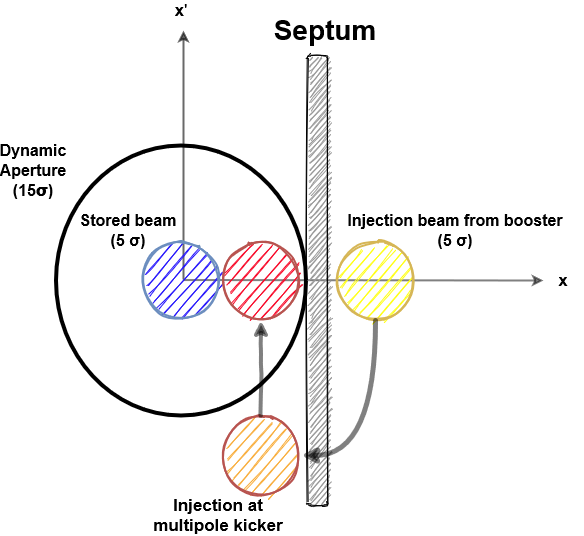 x'
Septum
Dynamic
Aperture
(15σ)
Stored beam
(5 σ)
Injection beam from booster
(5 σ)
x
Injection at
multipole kicker